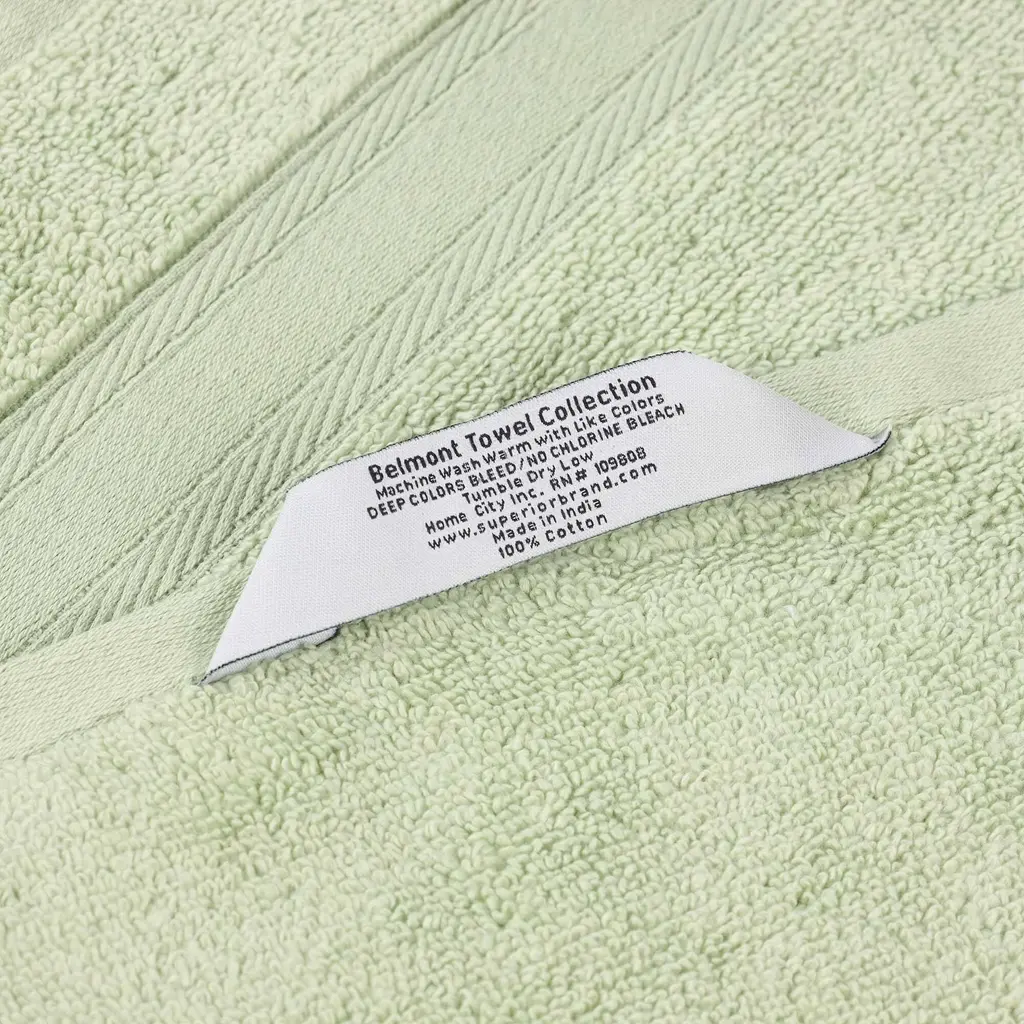 Belmont Towel Collection
Machine Wash Warm with Like Colors
DEEP COLORS BLEED/NO CHLORINE BLEACH
Tumble Dry Low
Home City Inc. RN# 109808
www.superiorbrand.com
Made in India
100% Cotton